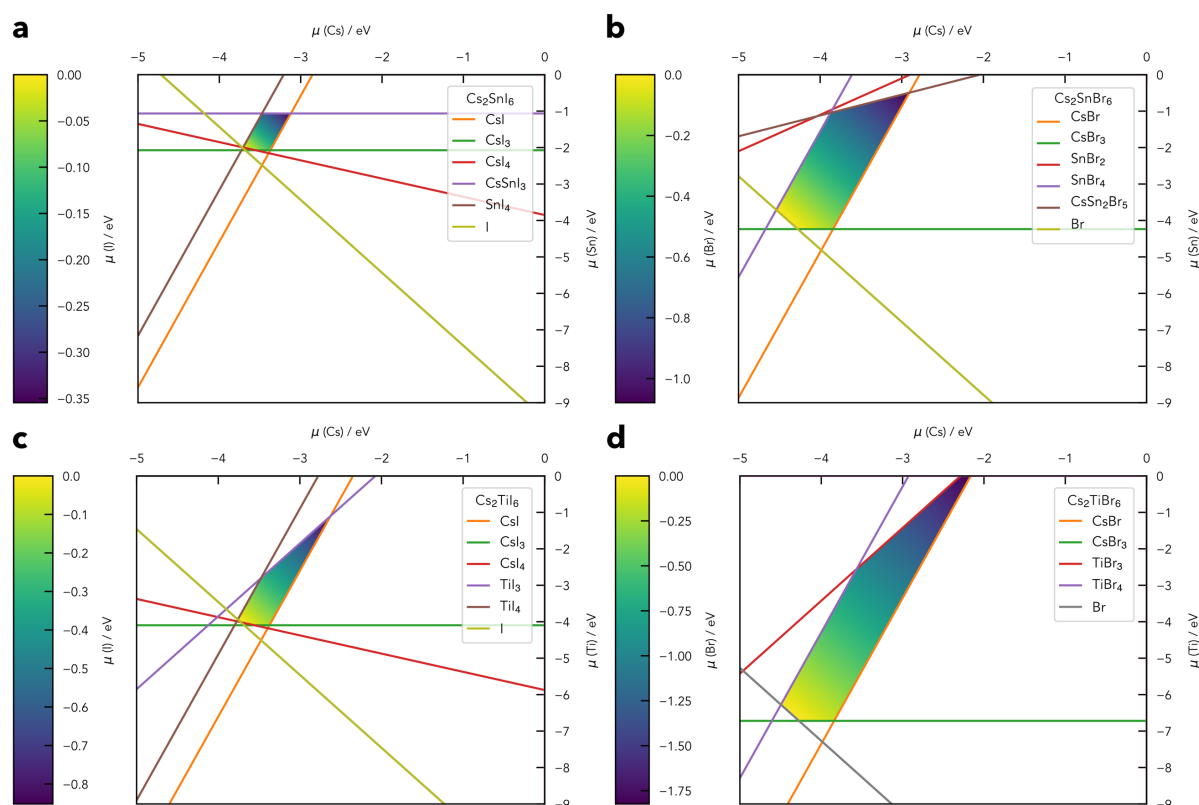 a
μ (Cs) / eV
−5 −4 −3 −2 −1 0
0.00
−0.05
−0.10
−0.15
−0.20
−0.25
−0.30
−0.35
μ (I) / eV
Cs₂SnI₆
CsI
CsI₃
CsI₄
CsSnI₃
SnI₄
I
0
−1
−2
−3
−4
−5
−6
−7
−8
−9
μ (Sn) / eV
b
μ (Cs) / eV
−5 −4 −3 −2 −1 0
0.0
−0.2
−0.4
−0.6
−0.8
−1.0
μ (Br) / eV
Cs₂SnBr₆
CsBr
CsBr₃
SnBr₂
SnBr₄
CsSn₂Br₅
Br
0
−1
−2
−3
−4
−5
−6
−7
−8
−9
μ (Sn) / eV
c
μ (Cs) / eV
−5 −4 −3 −2 −1 0
0.0
−0.1
−0.2
−0.3
−0.4
−0.5
−0.6
−0.7
−0.8
μ (I) / eV
Cs₂TiI₆
CsI
CsI₃
CsI₄
TiI₃
TiI₄
I
0
−1
−2
−3
−4
−5
−6
−7
−8
−9
μ (Ti) / eV
d
μ (Cs) / eV
−5 −4 −3 −2 −1 0
0.00
−0.25
−0.50
−0.75
−1.00
−1.25
−1.50
−1.75
μ (Br) / eV
Cs₂TiBr₆
CsBr
CsBr₃
TiBr₃
TiBr₄
Br
0
−1
−2
−3
−4
−5
−6
−7
−8
−9
μ (Ti) / eV